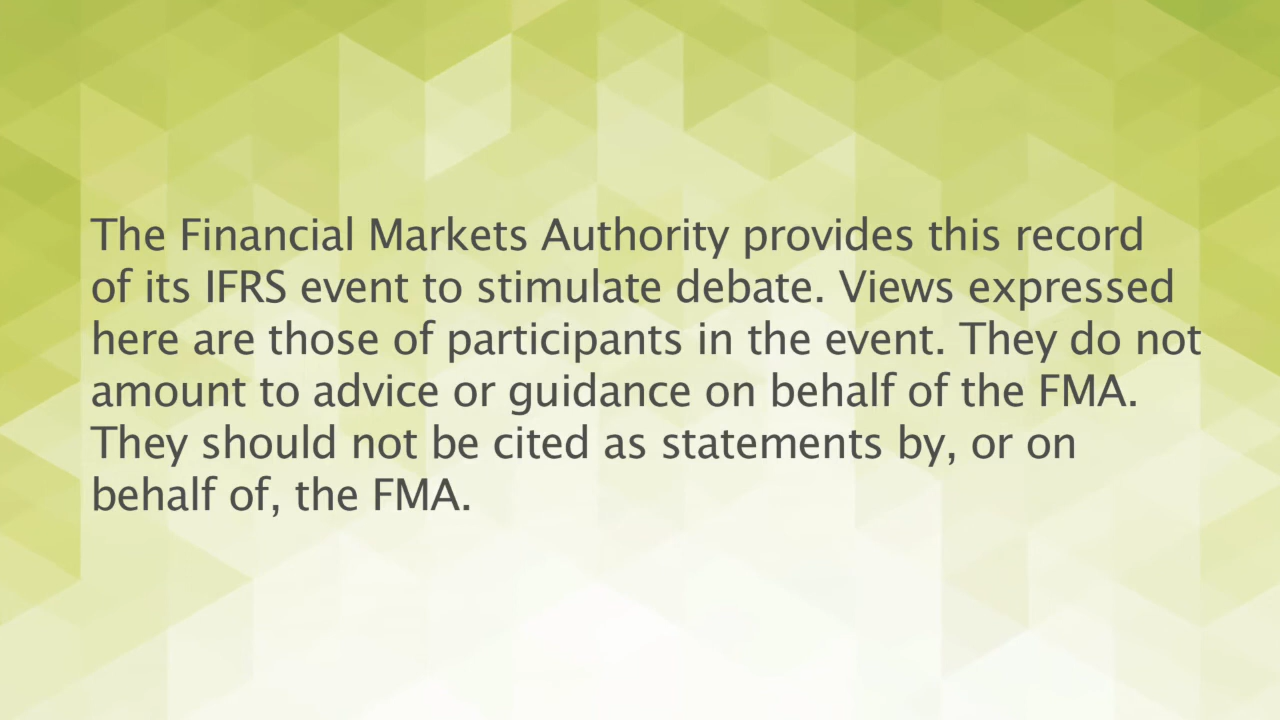 The Financial Markets Authority provides this record
of its IFRS event to stimulate debate. Views expressed
here are those of participants in the event. They do not
amount to advice or guidance on behalf of the FMA.
They should not be cited as statements by, or on
behalf of, the FMA.